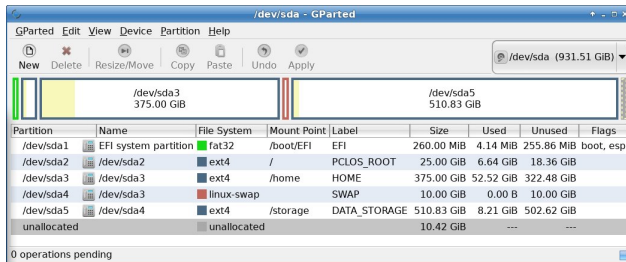 /dev/sda - GParted
GParted Edit View Device Partition Help
New Delete Resize/Move Copy Paste Undo Apply /dev/sda (931.51 GiB)
/dev/sda3 /dev/sda5
375.00 GiB 510.83 GiB
Partition Name File System Mount Point Label Size Used Unused Flags
/dev/sda1 EFI system partition fat32 /boot/EFI EFI 260.00 MiB 4.14 MiB 255.86 MiB boot, esp
/dev/sda2 /dev/sda2 ext4 / PCLOS_ROOT 25.00 GiB 6.64 GiB 18.36 GiB
/dev/sda3 /dev/sda3 ext4 /home HOME 375.00 GiB 52.52 GiB 322.48 GiB
/dev/sda4 /dev/sda3 linux-swap SWAP 10.00 GiB 0.00 B 10.00 GiB
/dev/sda5 /dev/sda4 ext4 /storage DATA_STORAGE 510.83 GiB 8.21 GiB 502.62 GiB
unallocated unallocated 10.42 GiB --- ---
0 operations pending